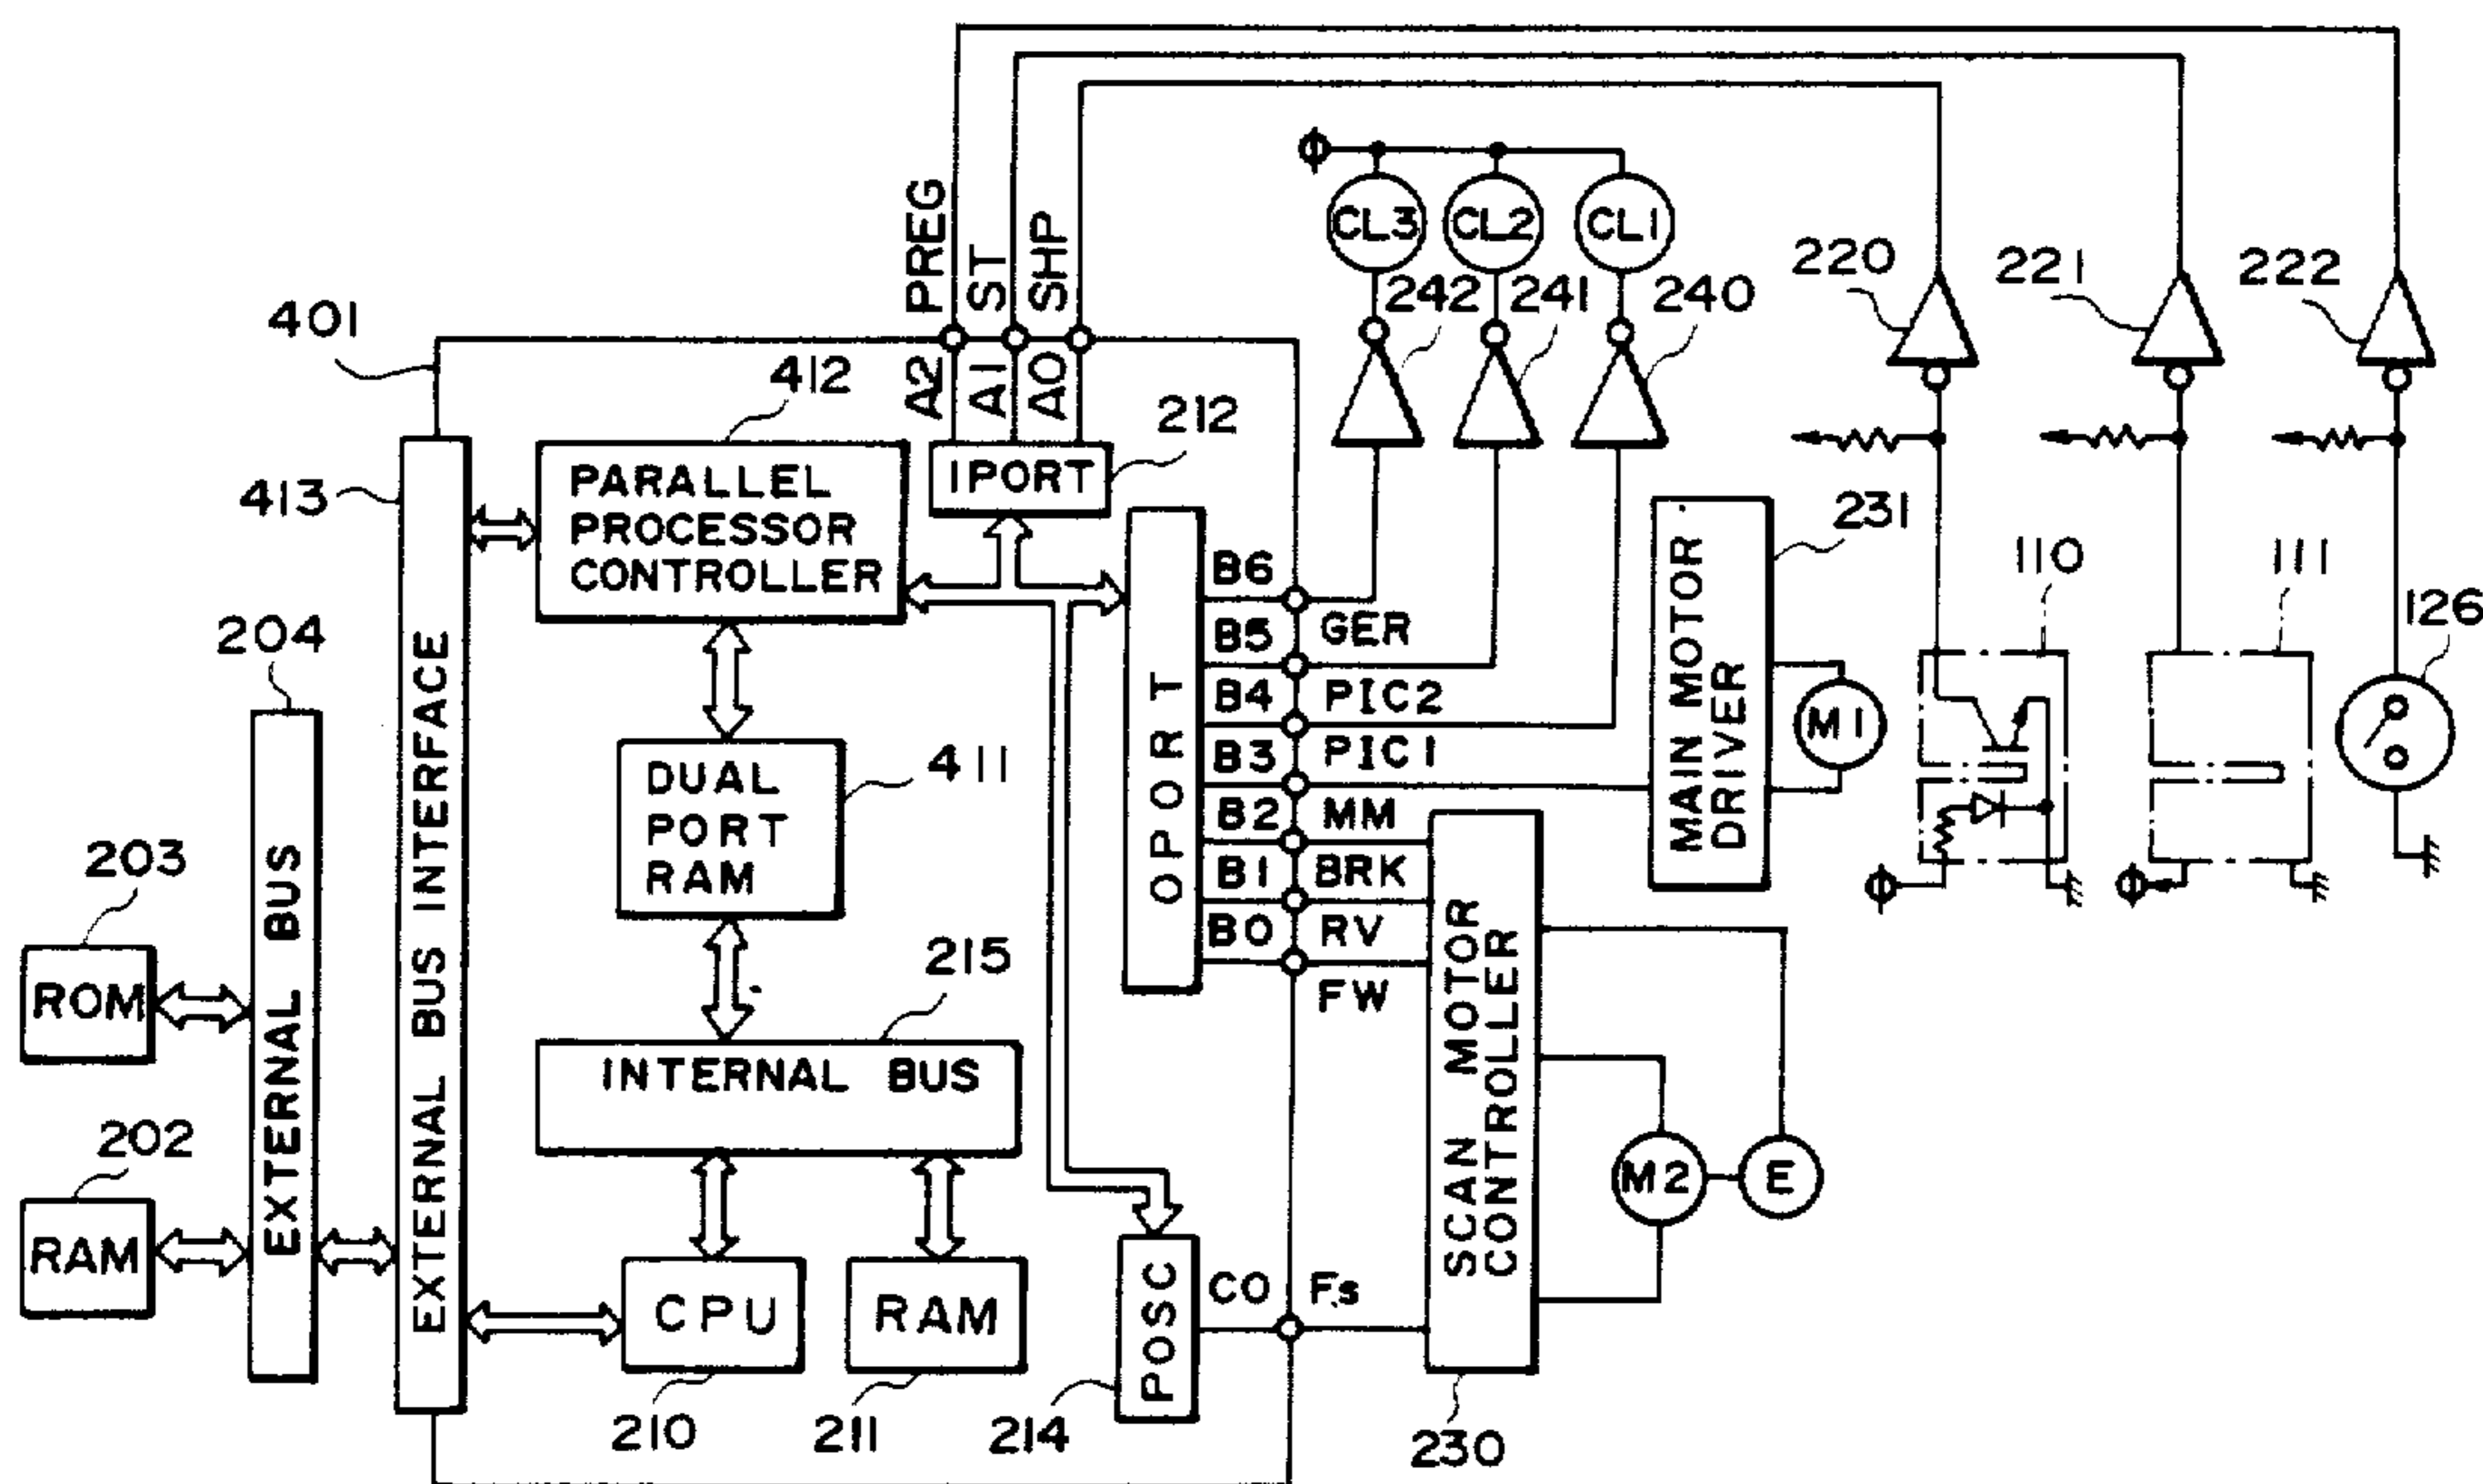 PREG
ST
SHP
A2
A1
A0
401
412
212
413
PARALLEL
PROCESSOR
CONTROLLER
IPORT
CL3
CL2
CL1
242
241
240
220
221
222
231
110
111
126
204
EXTERNAL BUS INTERFACE
EXTERNAL BUS
203
ROM
202
RAM
DUAL
PORT
RAM
411
215
INTERNAL BUS
CPU
210
RAM
211
214
POSC
OPORT
B6
GER
B5
PIC2
B4
PIC1
B3
MM
B2
BRK
B1
RV
B0
FW
C0
Fs
MAIN MOTOR
DRIVER
M1
SCAN MOTOR
CONTROLLER
230
M2
E